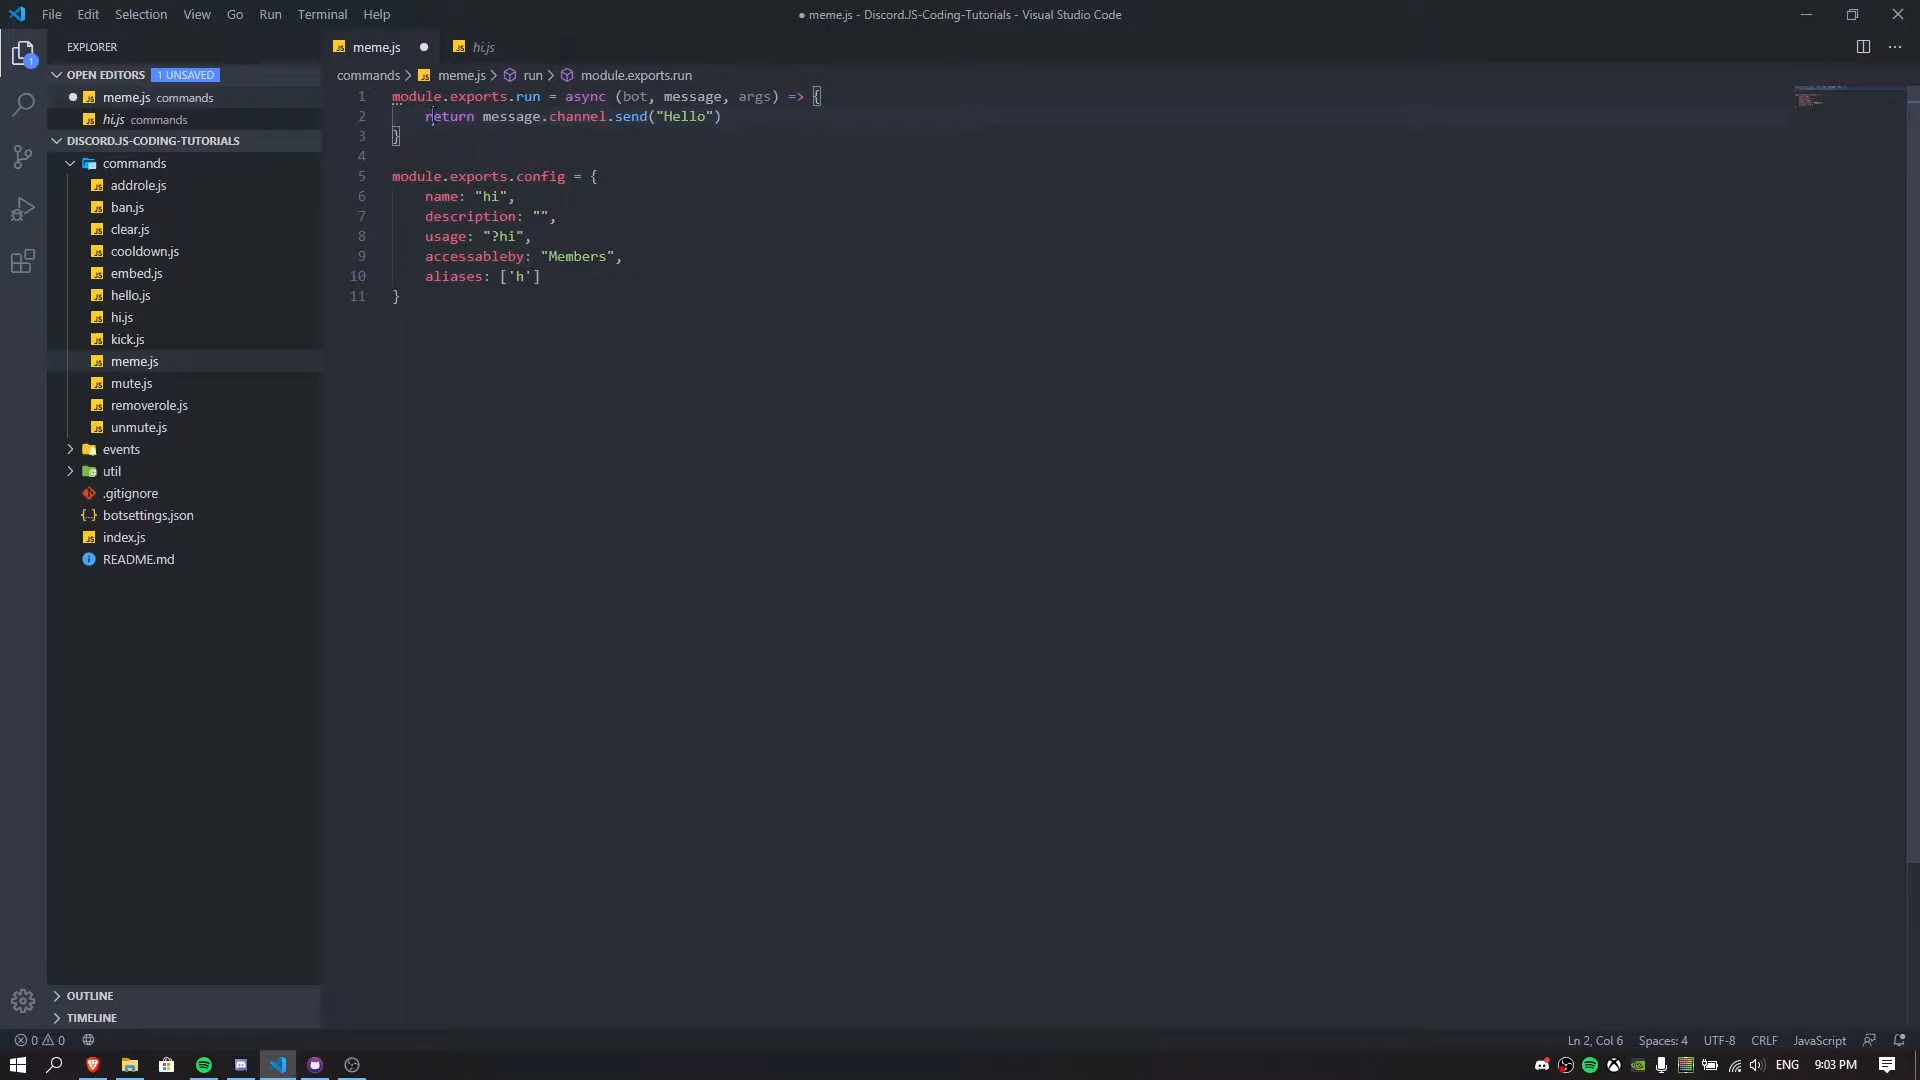 File Edit Selection View Go Run Terminal Help
● meme.js - DiscordJS-Coding-Tutorials - Visual Studio Code
EXPLORER
OPEN EDITORS 1 UNSAVED
meme.js commands
hi.js commands
DISCORD.JS-CODING-TUTORIALS
commands
addrole.js
ban.js
clear.js
cooldown.js
embed.js
hello.js
hi.js
kick.js
meme.js
mute.js
removerole.js
unmute.js
events
util
.gitignore
botsettings.json
index.js
README.md
OUTLINE
TIMELINE
meme.js
hi.js
commands > meme.js > run > module.exports.run
1 module.exports.run = async (bot, message, args) => {
2 return message.channel.send("Hello")
3 }
4
5 module.exports.config = {
6 name: "hi",
7 description: "",
8 usage: "?hi",
9 accessableby: "Members",
10 aliases: ['h']
11 }
0 0
Ln 2, Col 6 Spaces: 4 UTF-8 CRLF JavaScript
ENG 9:03 PM